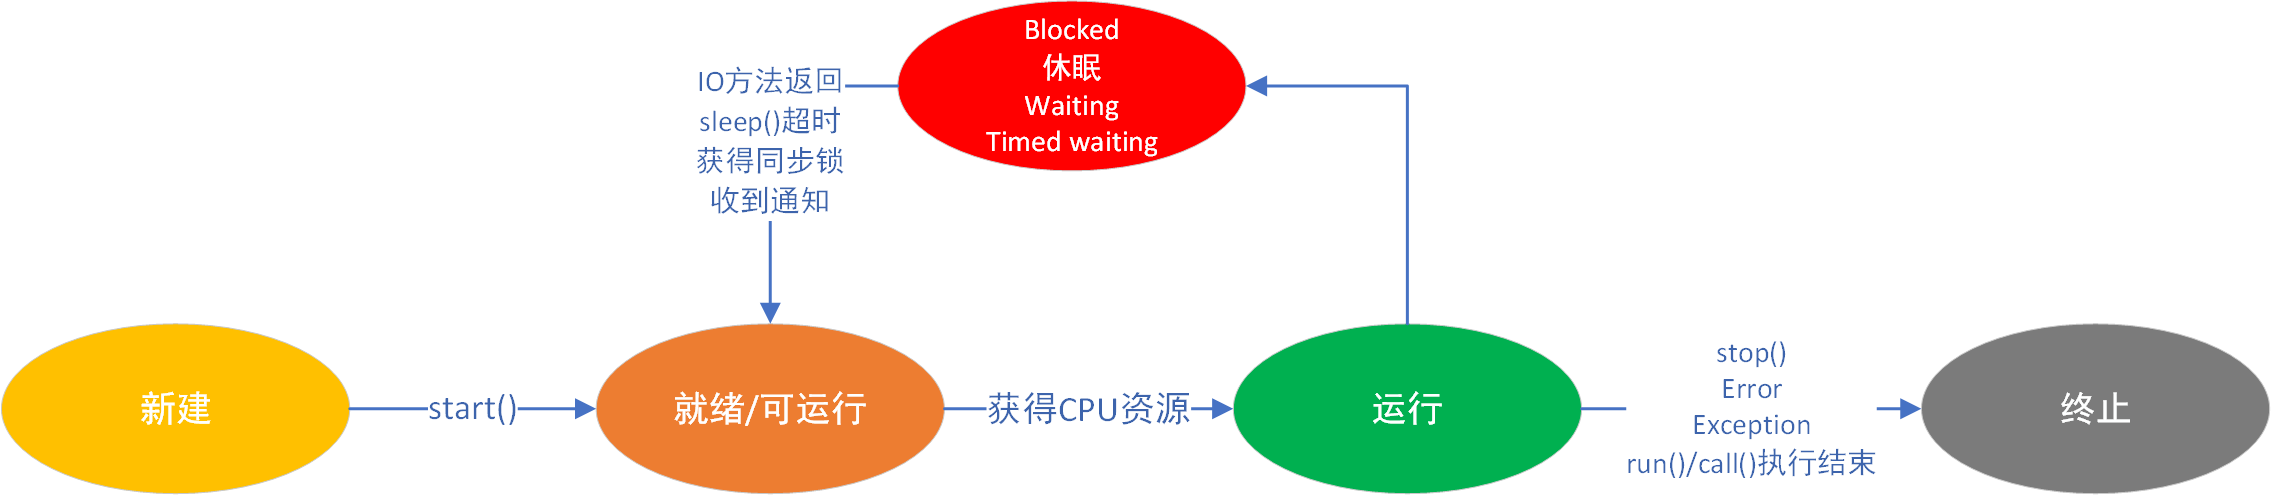 Blocked
休眠
Waiting
Timed waiting
IO方法返回
sleep()超时
获得同步锁
收到通知
新建
start()
就绪/可运行
获得CPU资源
运行
stop()
Error
Exception
run()/call()执行结束
终止